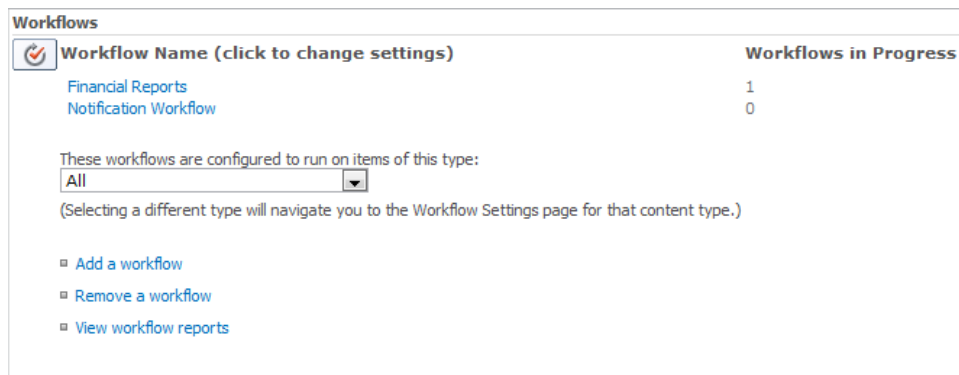 Workflows
Workflow Name (click to change settings) Workflows in Progress
Financial Reports 1
Notification Workflow 0
These workflows are configured to run on items of this type:
All
(Selecting a different type will navigate you to the Workflow Settings page for that content type.)
Add a workflow
Remove a workflow
View workflow reports